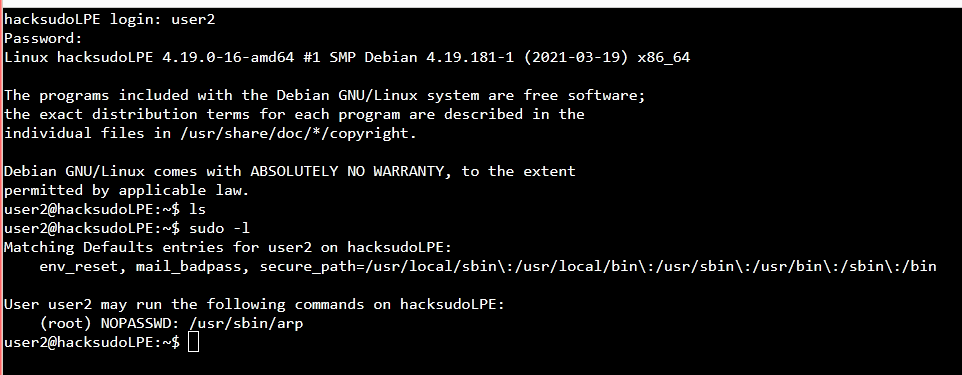 hacksudoLPE login: user2
Password:
Linux hacksudoLPE 4.19.0-16-amd64 #1 SMP Debian 4.19.181-1 (2021-03-19) x86_64
The programs included with the Debian GNU/Linux system are free software;
the exact distribution terms for each program are described in the
individual files in /usr/share/doc/*/copyright.
Debian GNU/Linux comes with ABSOLUTELY NO WARRANTY, to the extent
permitted by applicable law.
user2@hacksudoLPE:~$ ls
user2@hacksudoLPE:~$ sudo -l
Matching Defaults entries for user2 on hacksudoLPE:
    env_reset, mail_badpass, secure_path=/usr/local/sbin\:/usr/local/bin\:/usr/sbin\:/usr/bin\:/sbin\:/bin
User user2 may run the following commands on hacksudoLPE:
    (root) NOPASSWD: /usr/sbin/arp
user2@hacksudoLPE:~$